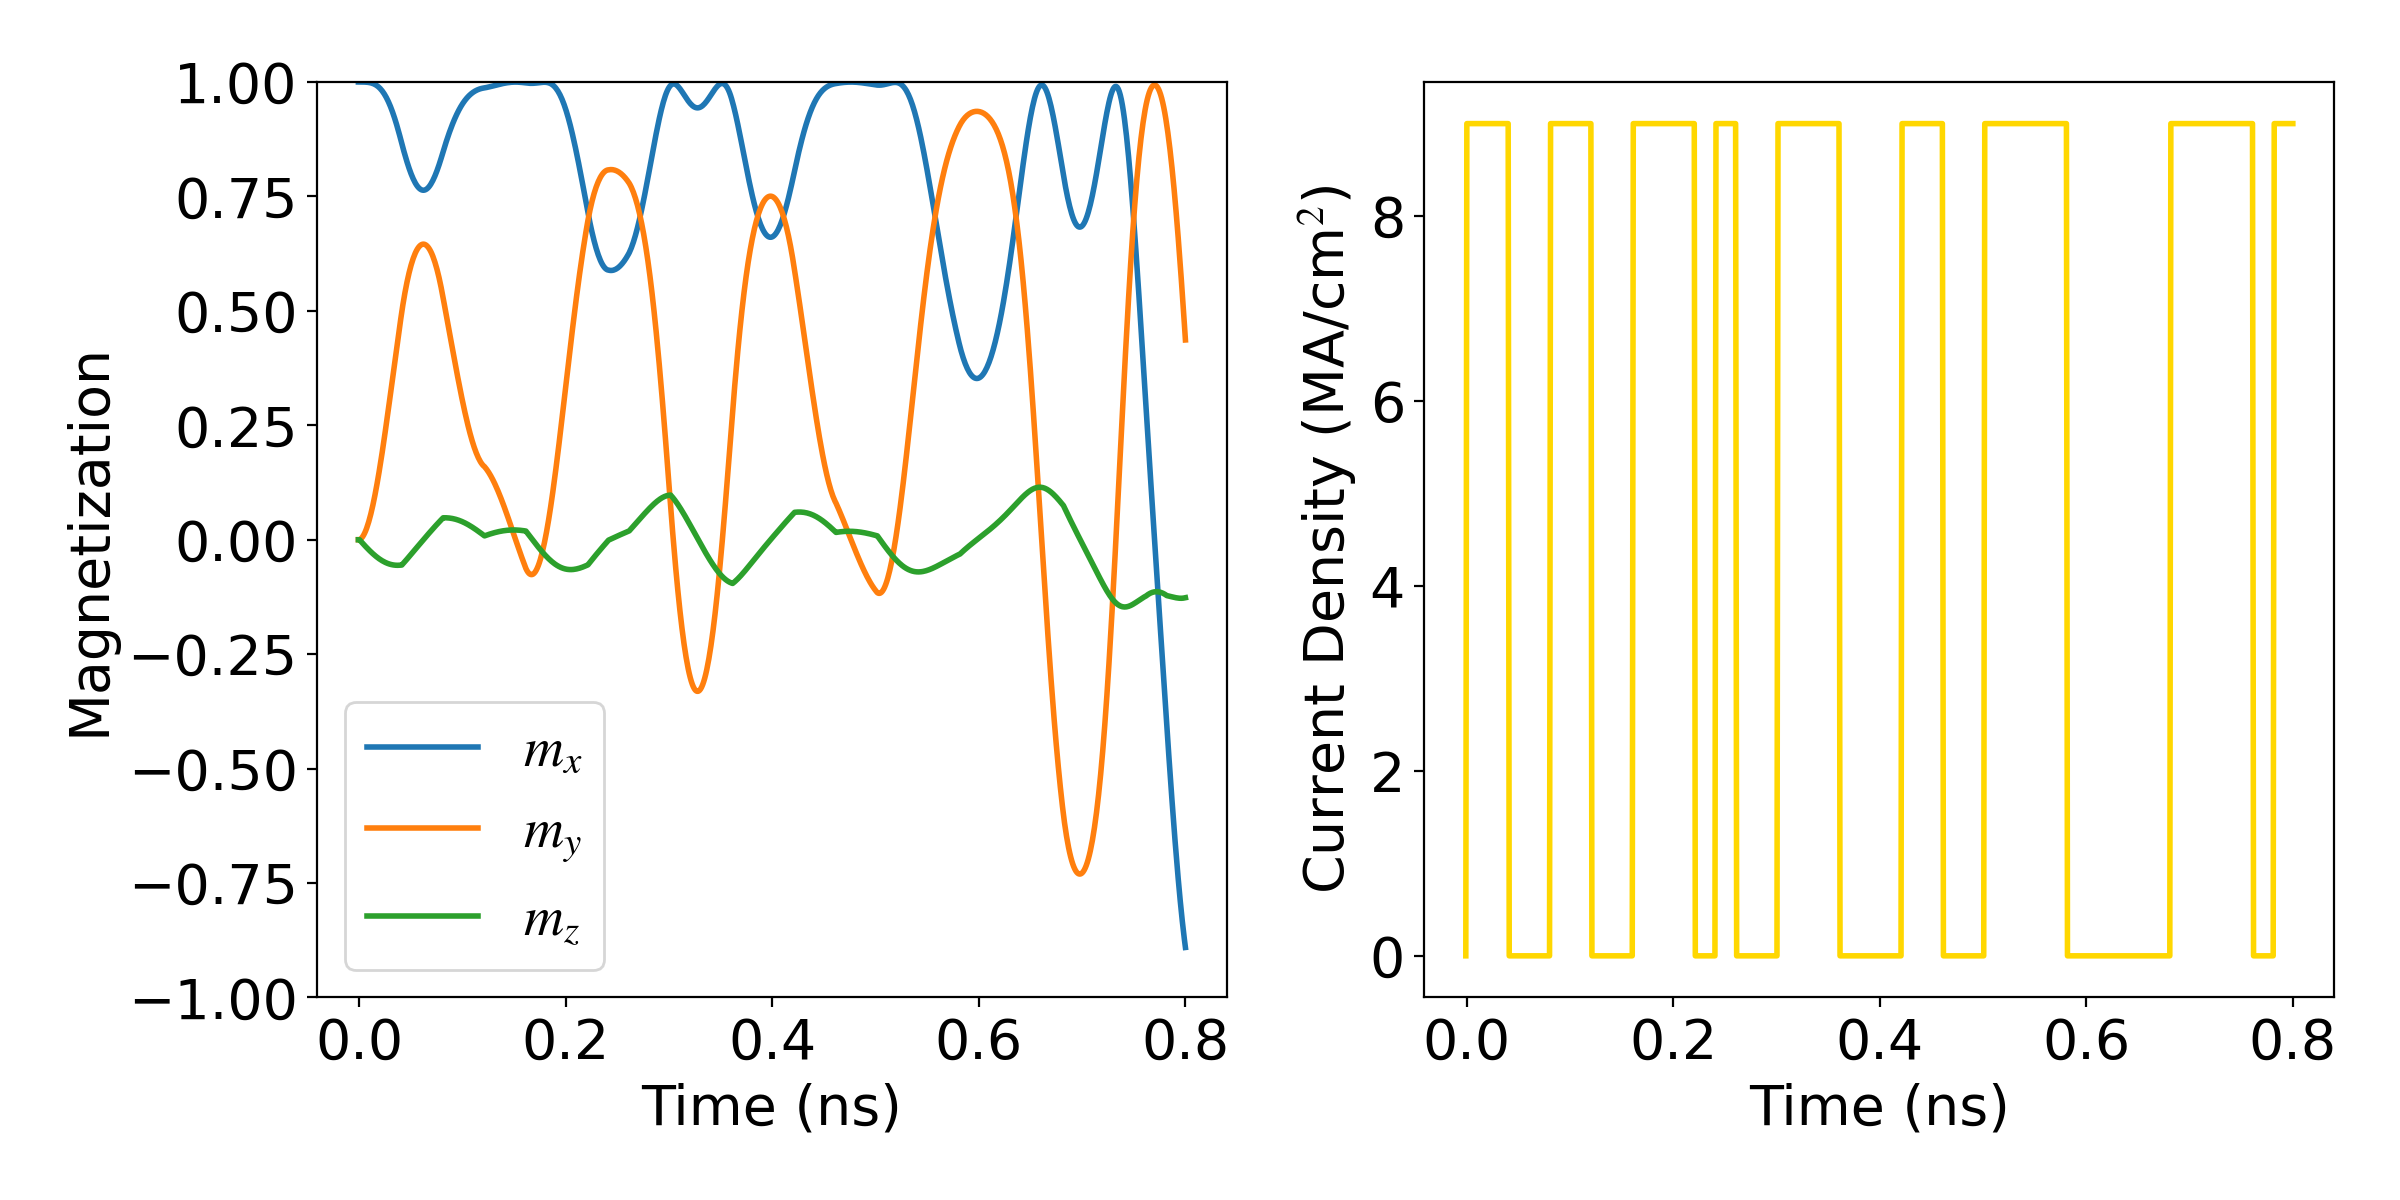 Magnetization
1.00
0.75
0.50
0.25
0.00
−0.25
−0.50
−0.75
−1.00
m_x
m_y
m_z
0.0 0.2 0.4 0.6 0.8
Time (ns)
Current Density (MA/cm²)
8
6
4
2
0
0.0 0.2 0.4 0.6 0.8
Time (ns)